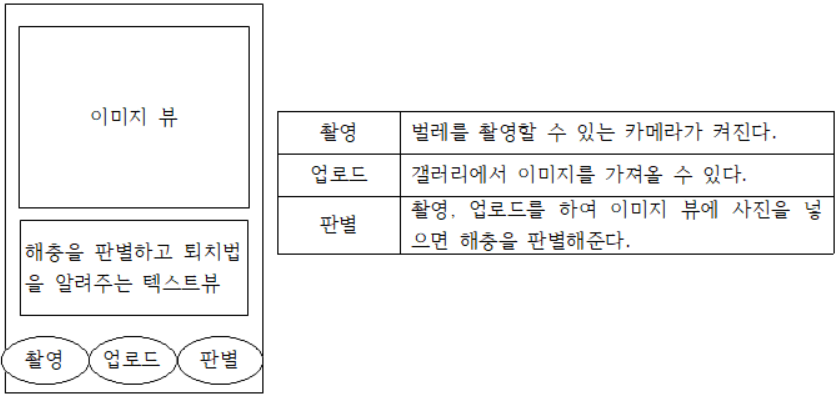 이미지 뷰
해충을 판별하고 퇴치법
을 알려주는 텍스트뷰
촬영 업로드 판별
촬영 벌레를 촬영할 수 있는 카메라가 켜진다.
업로드 갤러리에서 이미지를 가져올 수 있다.
판별 촬영, 업로드를 하여 이미지 뷰에 사진을 넣
으면 해충을 판별해준다.